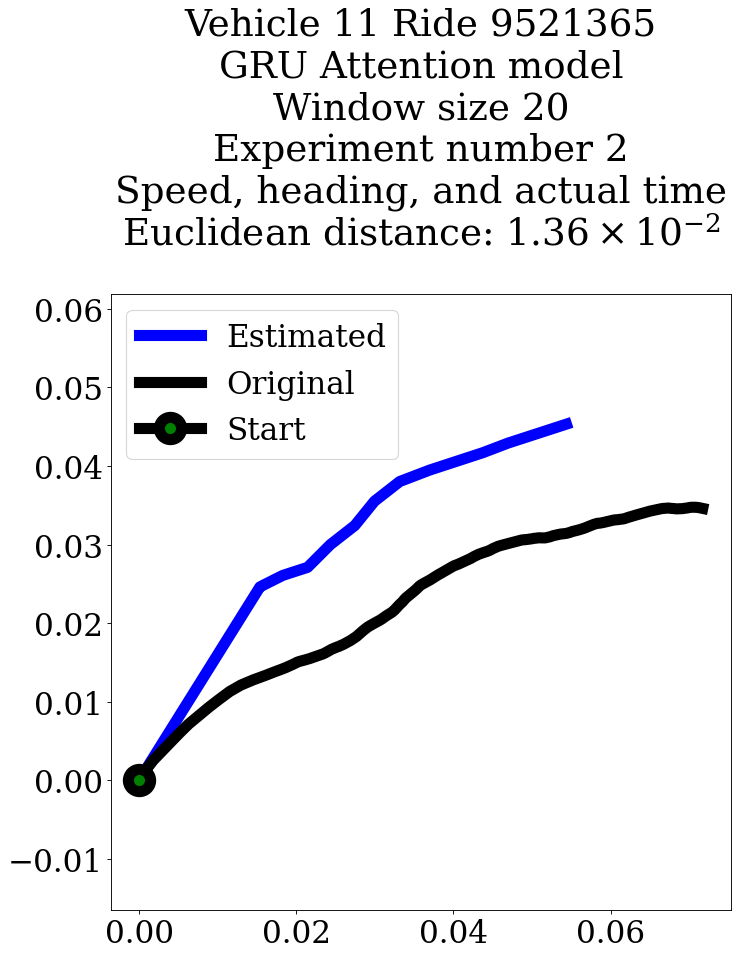 Vehicle 11 Ride 9521365
GRU Attention model
Window size 20
Experiment number 2
Speed, heading, and actual time
Euclidean distance: 1.36 × 10⁻²
Estimated
Original
Start
0.06
0.05
0.04
0.03
0.02
0.01
0.00
−0.01
0.00 0.02 0.04 0.06